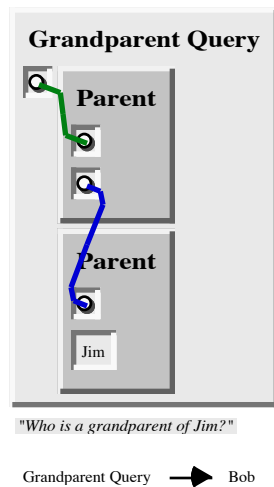 Grandparent Query
Parent
Parent
Jim
"Who is a grandparent of Jim?"
Grandparent Query Bob